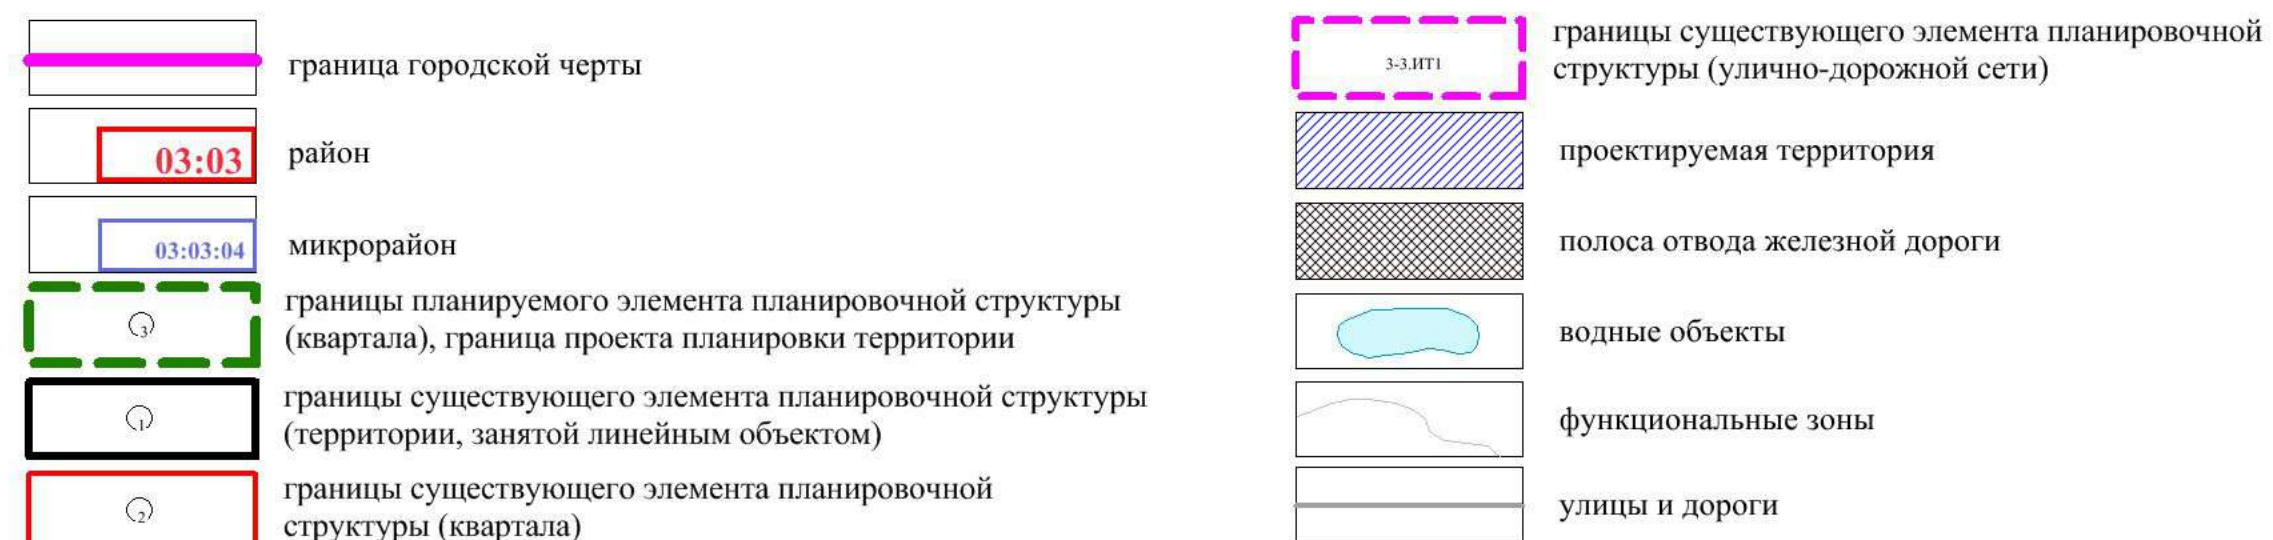 граница городской черты
03:03
район
03:03:04
микрорайон
3
границы планируемого элемента планировочной структуры
(квартала), граница проекта планировки территории
1
границы существующего элемента планировочной структуры
(территории, занятой линейным объектом)
2
границы существующего элемента планировочной
структуры (квартала)
3-3.ИТ1
границы существующего элемента планировочной
структуры (улично-дорожной сети)
проектируемая территория
полоса отвода железной дороги
водные объекты
функциональные зоны
улицы и дороги